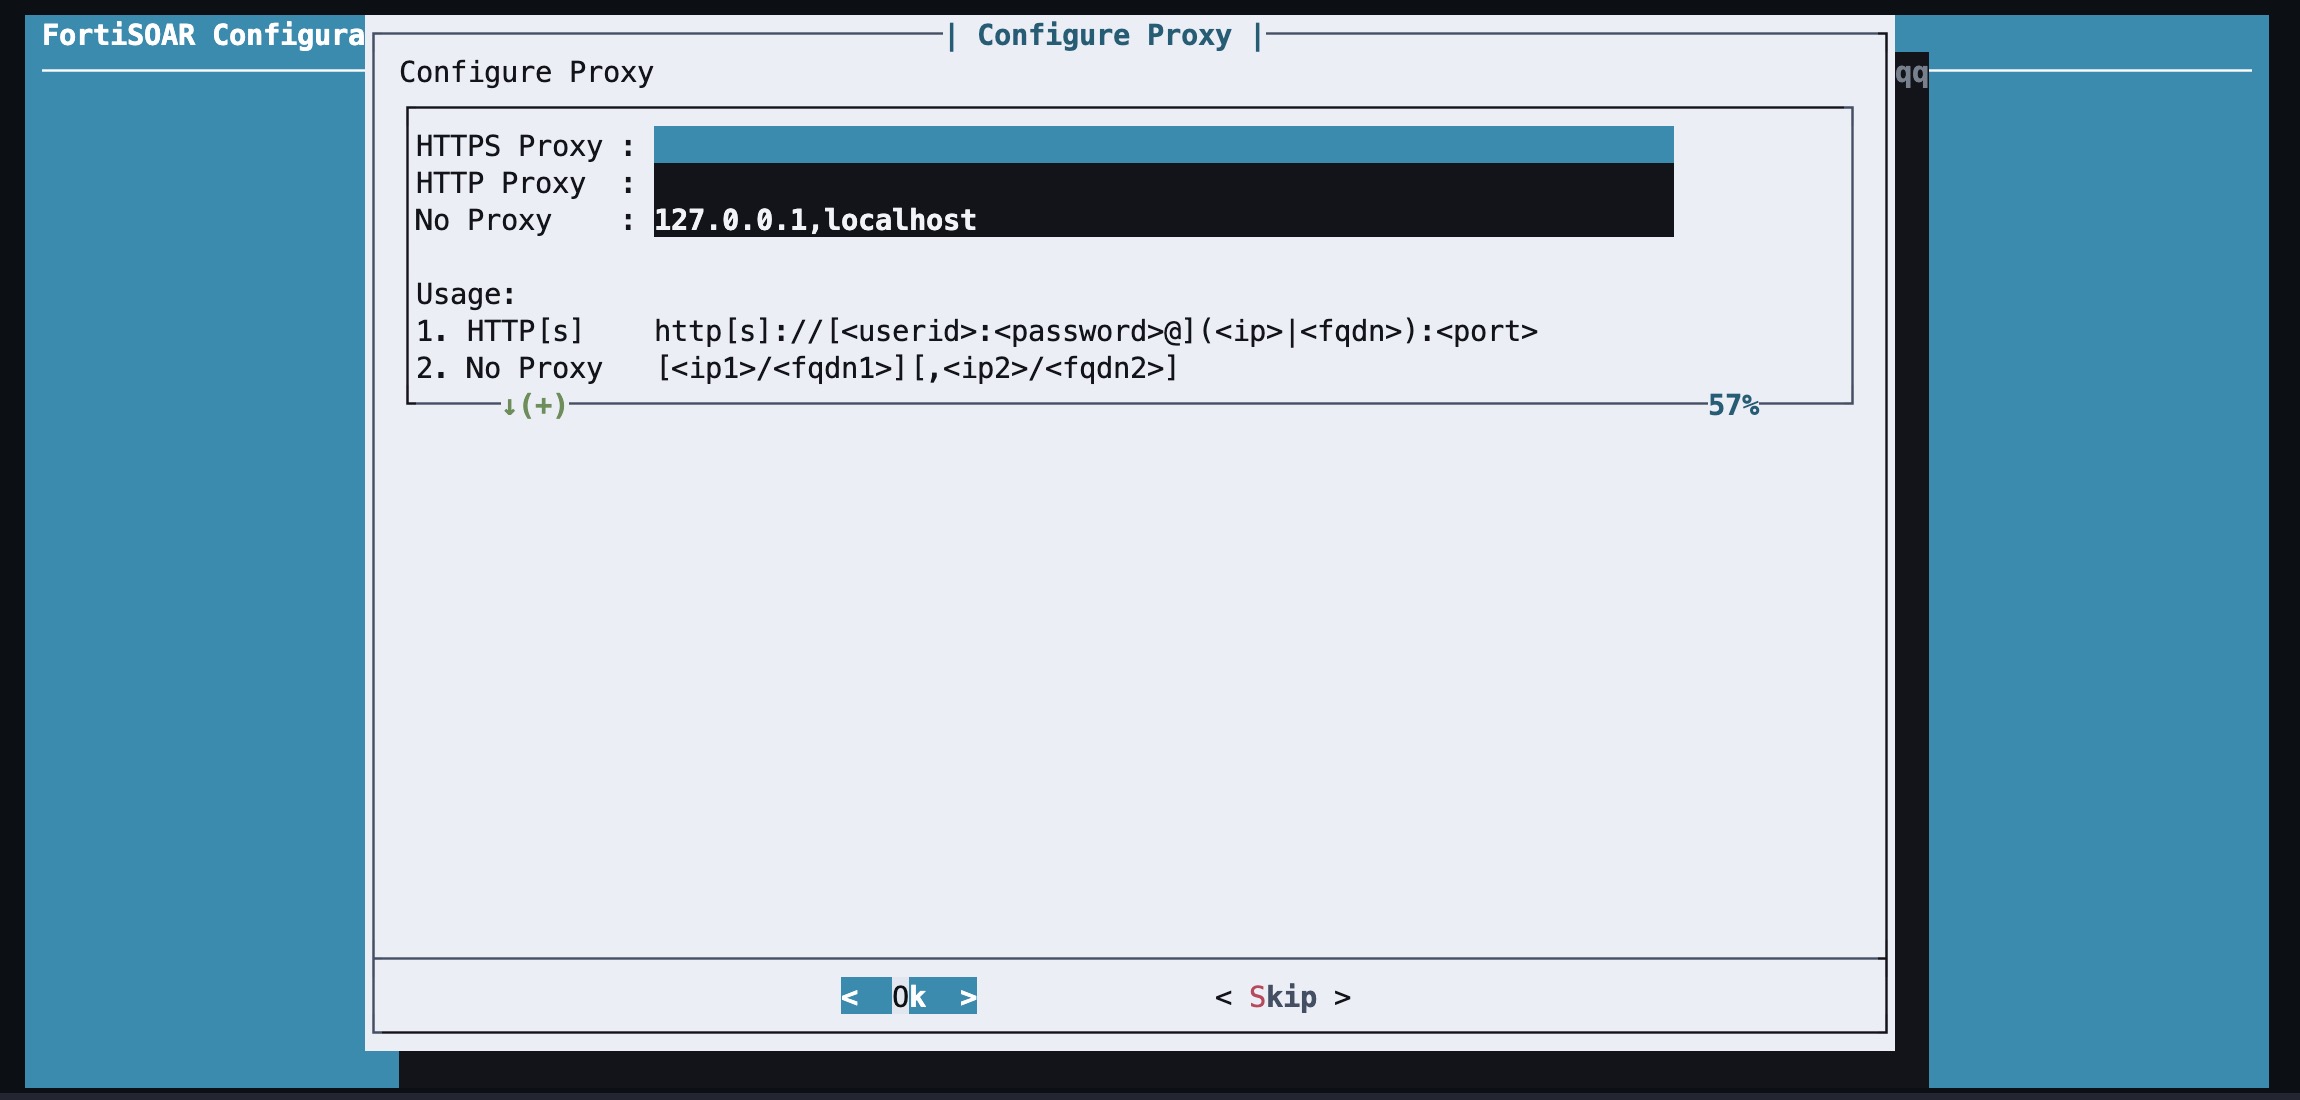 FortiSOAR Configura
| Configure Proxy |
Configure Proxy
qq
HTTPS Proxy :
HTTP Proxy  :
No Proxy    : 127.0.0.1,localhost
Usage:
1. HTTP[s]    http[s]://[<userid>:<password>@](<ip>|<fqdn>):<port>
2. No Proxy   [<ip1>/<fqdn1>][,<ip2>/<fqdn2>]
↓(+) 57%
<  Ok  > < Skip >